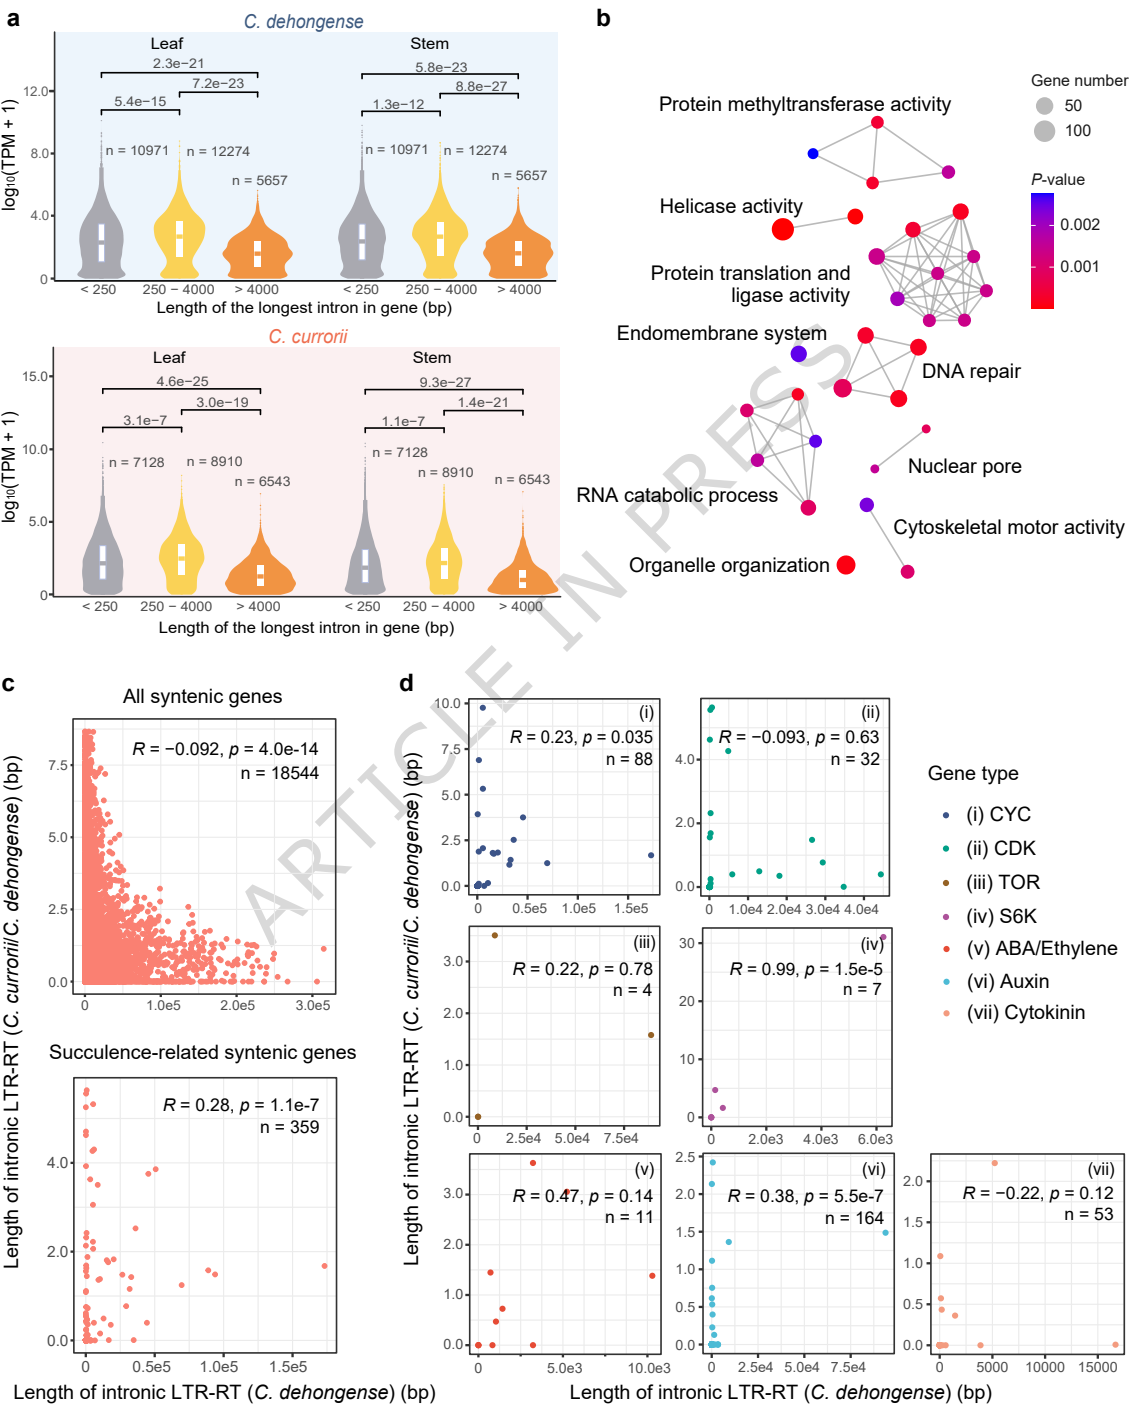 a
C. dehongense
Leaf
Stem
2.3e−21
7.2e−23
5.4e−15
5.8e−23
8.8e−27
1.3e−12
n = 10971
n = 12274
n = 5657
n = 10971
n = 12274
n = 5657
log10(TPM + 1)
12.0
8.0
4.0
0
< 250
250 − 4000
> 4000
< 250
250 − 4000
> 4000
Length of the longest intron in gene (bp)
C. currorii
Leaf
Stem
4.6e−25
3.0e−19
3.1e−7
9.3e−27
1.4e−21
1.1e−7
n = 7128
n = 8910
n = 6543
n = 7128
n = 8910
n = 6543
log10(TPM + 1)
15.0
10.0
5.0
0
< 250
250 − 4000
> 4000
< 250
250 − 4000
> 4000
Length of the longest intron in gene (bp)
b
Protein methyltransferase activity
Helicase activity
Protein translation and
ligase activity
Endomembrane system
DNA repair
Nuclear pore
RNA catabolic process
Cytoskeletal motor activity
Organelle organization
Gene number
50
100
P-value
0.002
0.001
c
All syntenic genes
R = −0.092, p = 4.0e-14
n = 18544
7.5
5.0
2.5
0.0
0
1.0e5
2.0e5
3.0e5
Succulence-related syntenic genes
R = 0.28, p = 1.1e-7
n = 359
4.0
2.0
0.0
0
0.5e5
1.0e5
1.5e5
Length of intronic LTR-RT (C. currorii/C. dehongense) (bp)
Length of intronic LTR-RT (C. dehongense) (bp)
d
Length of intronic LTR-RT (C. currorii/C. dehongense) (bp)
(i)
R = 0.23, p = 0.035
n = 88
10.0
7.5
5.0
2.5
0.0
0
0.5e5
1.0e5
1.5e5
(ii)
R = −0.093, p = 0.63
n = 32
4.0
2.0
0.0
0
1.0e4
2.0e4
3.0e4
4.0e4
(iii)
R = 0.22, p = 0.78
n = 4
3.0
2.0
1.0
0.0
0
2.5e4
5.0e4
7.5e4
(iv)
R = 0.99, p = 1.5e-5
n = 7
30
20
10
0
0
2.0e3
4.0e3
6.0e3
(v)
R = 0.47, p = 0.14
n = 11
3.0
2.0
1.0
0.0
0
5.0e3
10.0e3
(vi)
R = 0.38, p = 5.5e-7
n = 164
2.5
2.0
1.5
1.0
0.5
0.0
0
2.5e4
5.0e4
7.5e4
(vii)
R = −0.22, p = 0.12
n = 53
2.0
1.5
1.0
0.5
0.0
0
5000
10000
15000
Length of intronic LTR-RT (C. dehongense) (bp)
Gene type
(i) CYC
(ii) CDK
(iii) TOR
(iv) S6K
(v) ABA/Ethylene
(vi) Auxin
(vii) Cytokinin
ARTICLE IN PRESS